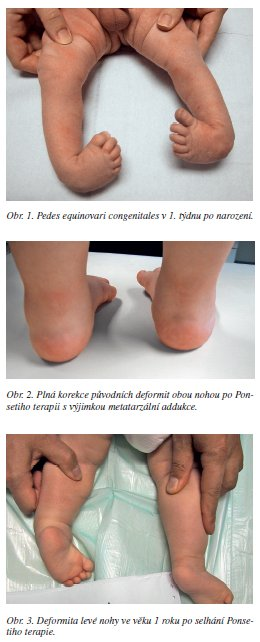 Obr. 1. Pedes equinovari congenitales v 1. týdnu po narození.
Obr. 2. Plná korekce původních deformit obou nohou po Pon-
setiho terapii s výjimkou metatarzální addukce.
Obr. 3. Deformita levé nohy ve věku 1 roku po selhání Ponse-
tiho terapie.